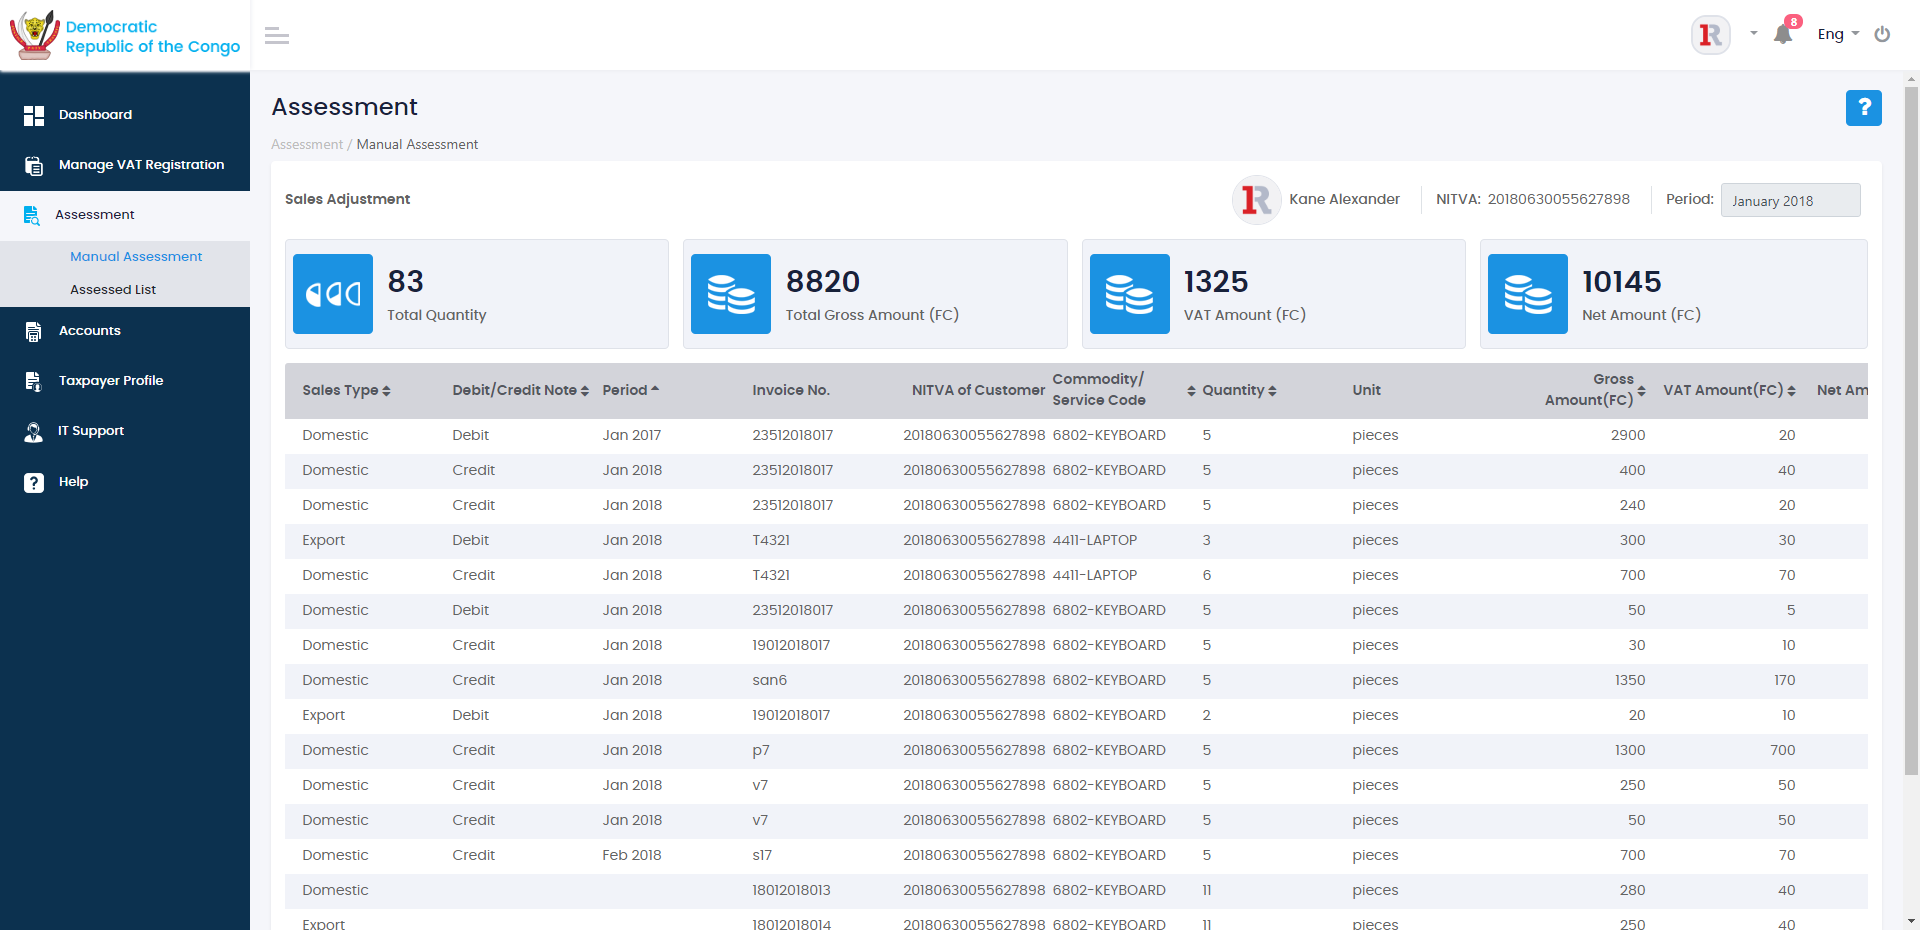 Democratic
Republic of the Congo
8
Eng
Dashboard
Manage VAT Registration
Assessment
Manual Assessment
Assessed List
Accounts
Taxpayer Profile
IT Support
Help
Assessment
?
Assessment / Manual Assessment
Sales Adjustment
Kane Alexander
NITVA: 20180630055627898
Period: January 2018
83
Total Quantity
8820
Total Gross Amount (FC)
1325
VAT Amount (FC)
10145
Net Amount (FC)
Sales Type Debit/Credit Note Period Invoice No. NITVA of Customer Commodity/ Service Code Quantity Unit Gross Amount(FC) VAT Amount(FC) Net Am
Domestic Debit Jan 2017 23512018017 20180630055627898 6802-KEYBOARD 5 pieces 2900 20
Domestic Credit Jan 2018 23512018017 20180630055627898 6802-KEYBOARD 5 pieces 400 40
Domestic Credit Jan 2018 23512018017 20180630055627898 6802-KEYBOARD 5 pieces 240 20
Export Debit Jan 2018 T4321 20180630055627898 4411-LAPTOP 3 pieces 300 30
Domestic Credit Jan 2018 T4321 20180630055627898 4411-LAPTOP 6 pieces 700 70
Domestic Debit Jan 2018 23512018017 20180630055627898 6802-KEYBOARD 5 pieces 50 5
Domestic Credit Jan 2018 19012018017 20180630055627898 6802-KEYBOARD 5 pieces 30 10
Domestic Credit Jan 2018 san6 20180630055627898 6802-KEYBOARD 5 pieces 1350 170
Export Debit Jan 2018 19012018017 20180630055627898 6802-KEYBOARD 2 pieces 20 10
Domestic Credit Jan 2018 p7 20180630055627898 6802-KEYBOARD 5 pieces 1300 700
Domestic Credit Jan 2018 v7 20180630055627898 6802-KEYBOARD 5 pieces 250 50
Domestic Credit Jan 2018 v7 20180630055627898 6802-KEYBOARD 5 pieces 50 50
Domestic Credit Feb 2018 s17 20180630055627898 6802-KEYBOARD 5 pieces 700 70
Domestic 18012018013 20180630055627898 6802-KEYBOARD 11 pieces 280 40
Export 18012018014 20180630055627898 6802-KEYBOARD 11 pieces 250 40